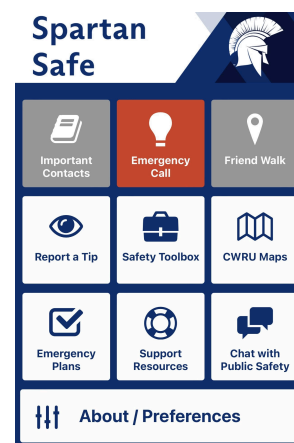 Spartan
Safe
Important
Contacts
Emergency
Call
Friend Walk
Report a Tip
Safety Toolbox
CWRU Maps
Emergency
Plans
Support
Resources
Chat with
Public Safety
About / Preferences